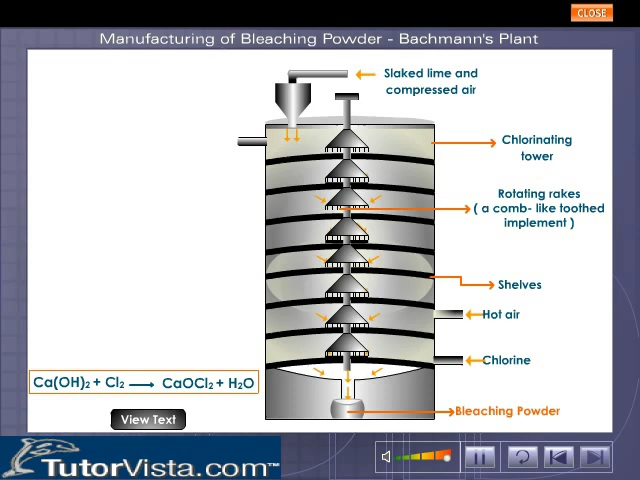 CLOSE
Manufacturing of Bleaching Powder - Bachmann's Plant
Slaked lime and
compressed air
Chlorinating
tower
Rotating rakes
( a comb- like toothed
implement )
Shelves
Hot air
Chlorine
Ca(OH)₂ + Cl₂ ⟶ CaOCl₂ + H₂O
Bleaching Powder
View Text
TutorVista.com™